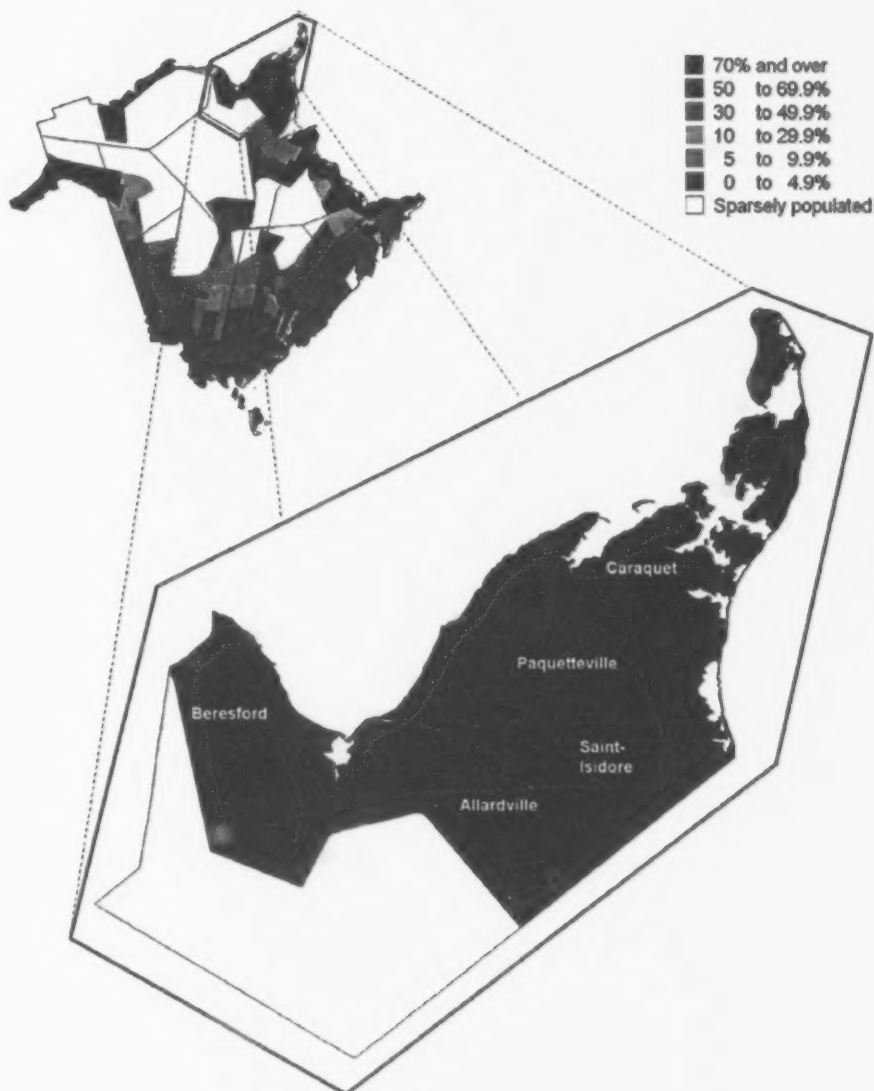 70% and over
50 to 69.9%
30 to 49.9%
10 to 29.9%
5 to 9.9%
0 to 4.9%
Sparsely populated
Caraquet
Paquetteville
Beresford
Saint-
Isidore
Allardville